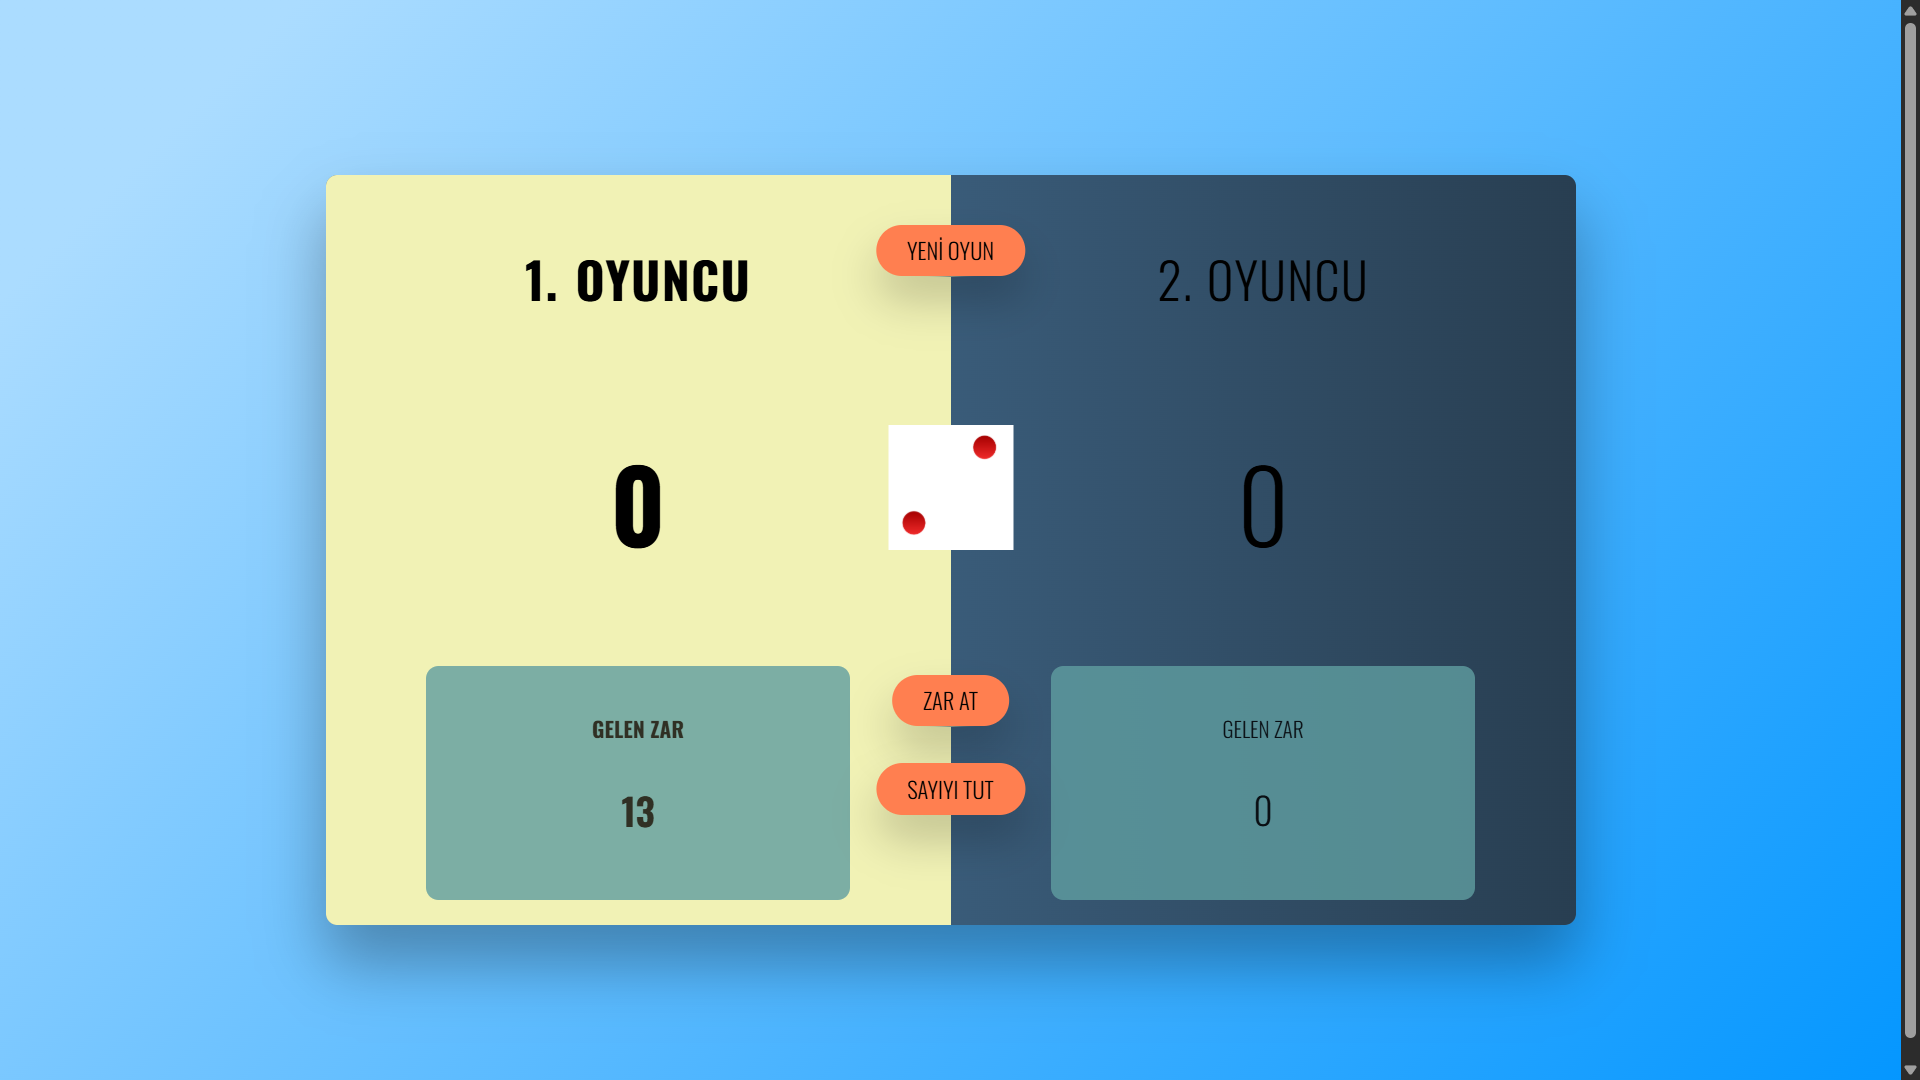 1. OYUNCU
0
GELEN ZAR
13
YENİ OYUN
ZAR AT
SAYIYI TUT
2. OYUNCU
0
GELEN ZAR
0